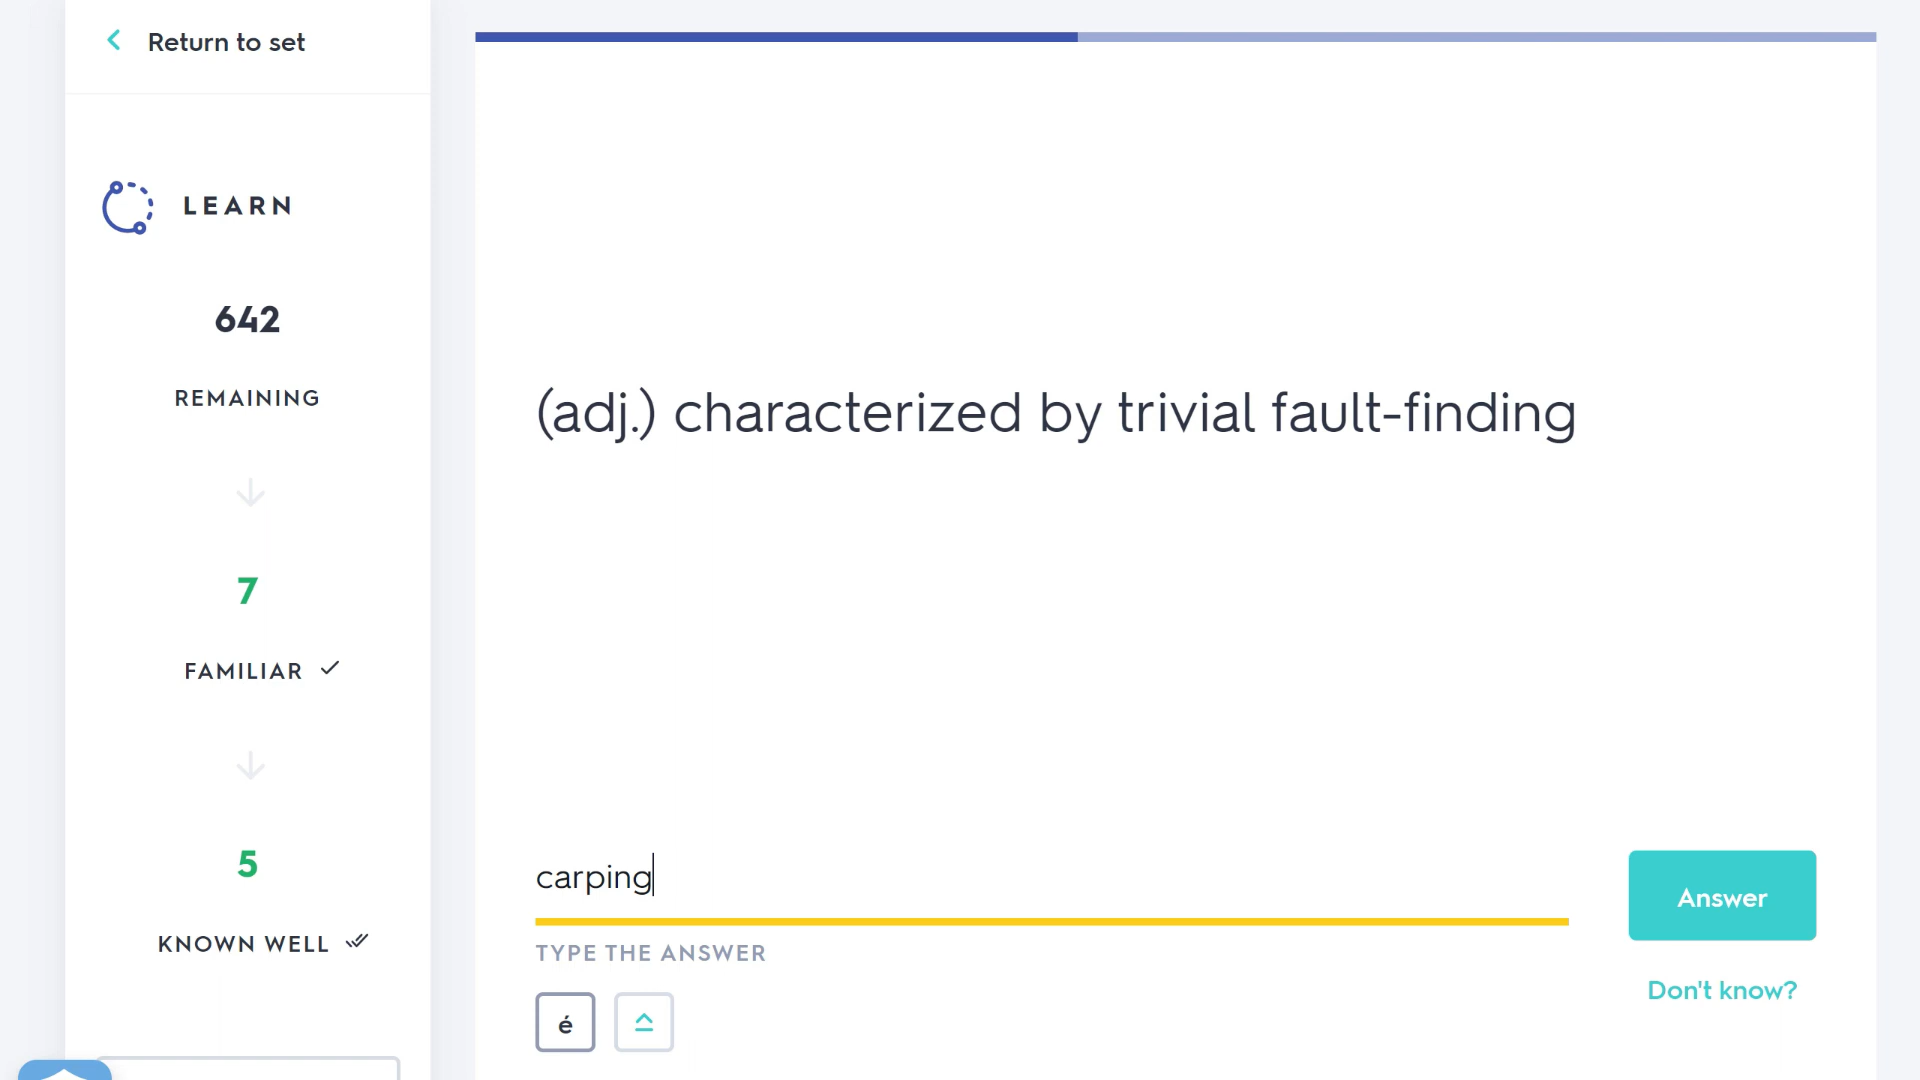 Return to set
LEARN
642
REMAINING
7
FAMILIAR
5
KNOWN WELL
(adj.) characterized by trivial fault-finding
carping
TYPE THE ANSWER
é
Answer
Don't know?